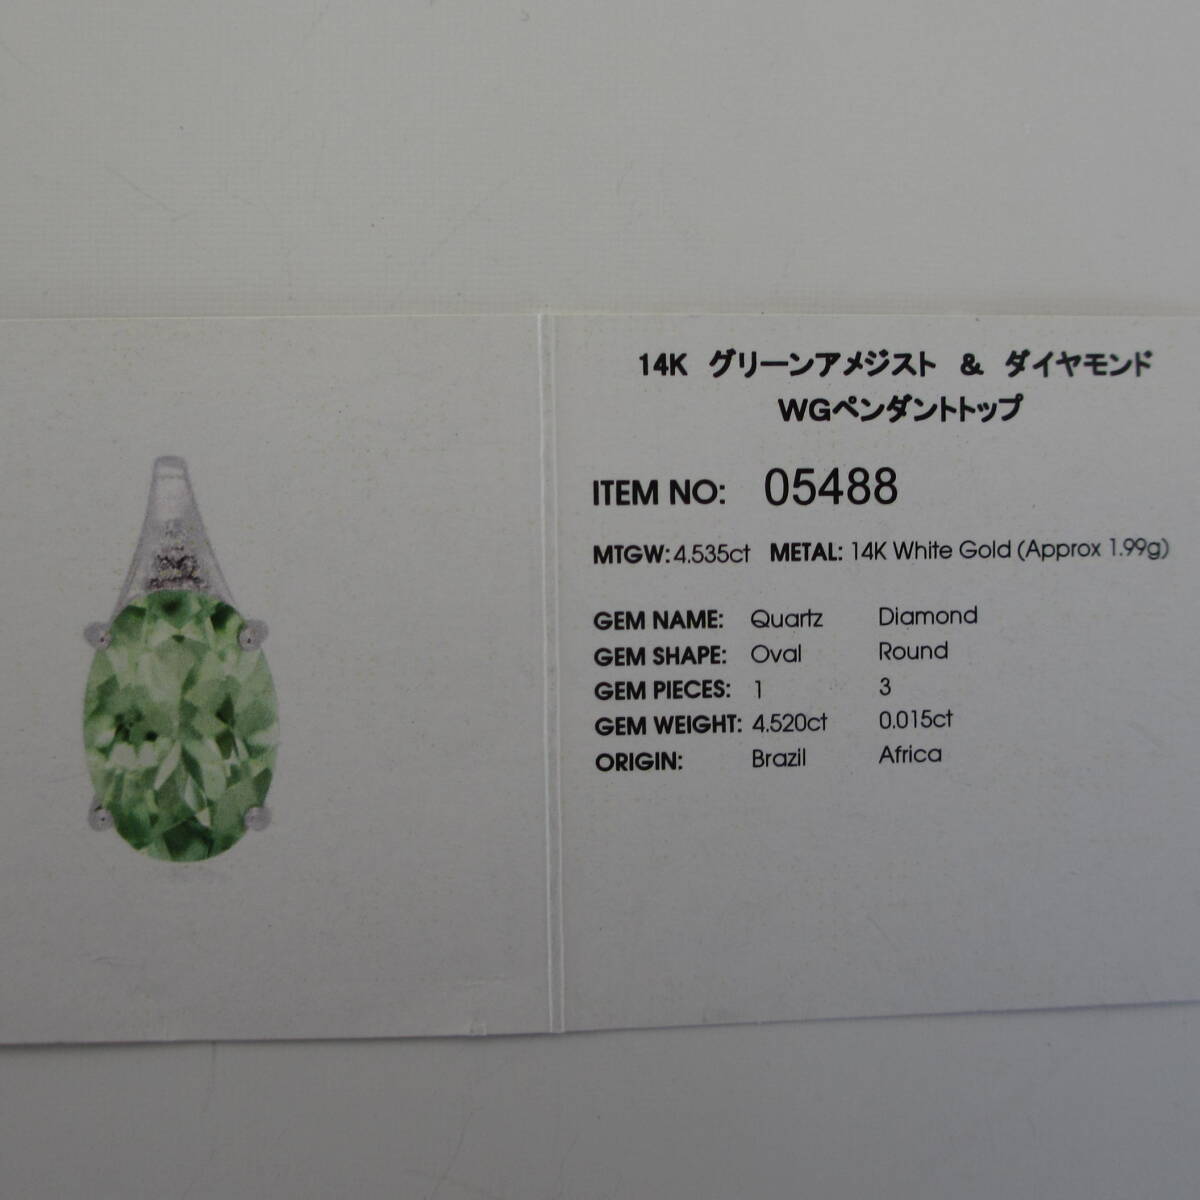 14K グリーンアメジスト & ダイヤモンド
WGペンダントトップ
ITEM NO: 05488
MTGW: 4.535ct METAL: 14K White Gold (Approx 1.99g)
GEM NAME: Quartz Diamond
GEM SHAPE: Oval Round
GEM PIECES: 1 3
GEM WEIGHT: 4.520ct 0.015ct
ORIGIN: Brazil Africa